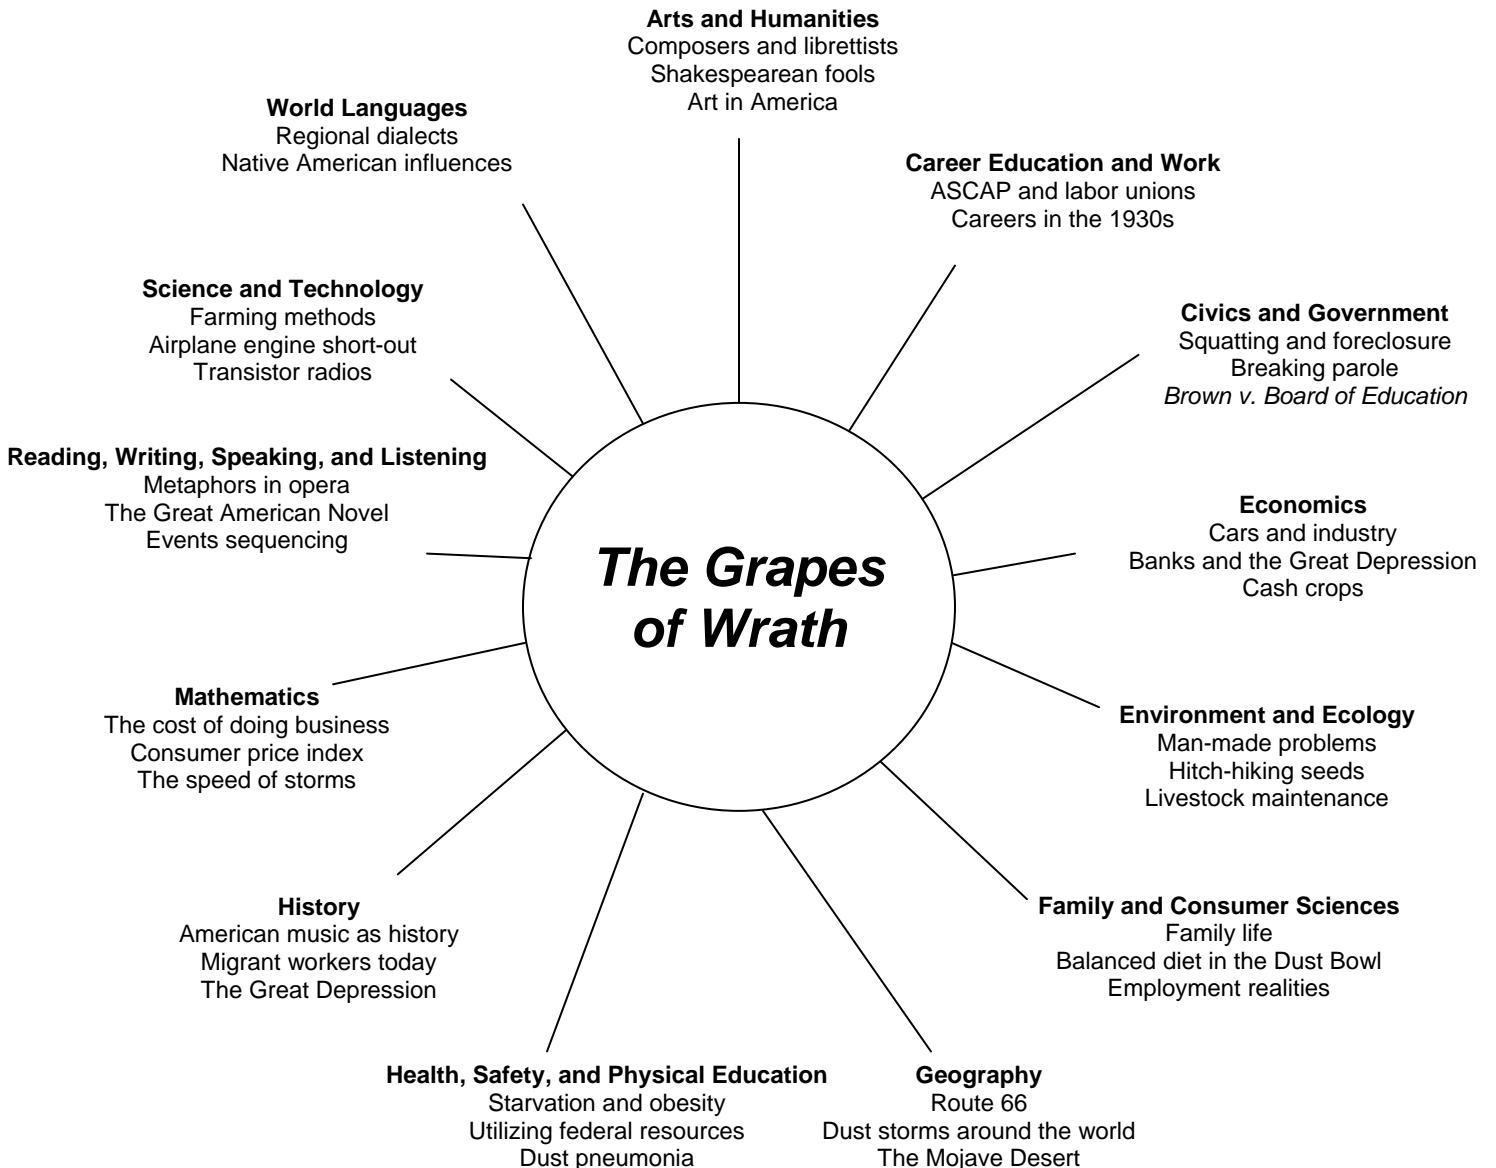 Arts and Humanities
Composers and librettists
Shakespearean fools
Art in America
World Languages
Regional dialects
Native American influences
Career Education and Work
ASCAP and labor unions
Careers in the 1930s
Science and Technology
Farming methods
Airplane engine short-out
Transistor radios
Civics and Government
Squatting and foreclosure
Breaking parole
Brown v. Board of Education
Reading, Writing, Speaking, and Listening
Metaphors in opera
The Great American Novel
Events sequencing
Economics
Cars and industry
Banks and the Great Depression
Cash crops
The Grapes
of Wrath
Mathematics
The cost of doing business
Consumer price index
The speed of storms
Environment and Ecology
Man-made problems
Hitch-hiking seeds
Livestock maintenance
History
American music as history
Migrant workers today
The Great Depression
Family and Consumer Sciences
Family life
Balanced diet in the Dust Bowl
Employment realities
Health, Safety, and Physical Education
Starvation and obesity
Utilizing federal resources
Dust pneumonia
Geography
Route 66
Dust storms around the world
The Mojave Desert